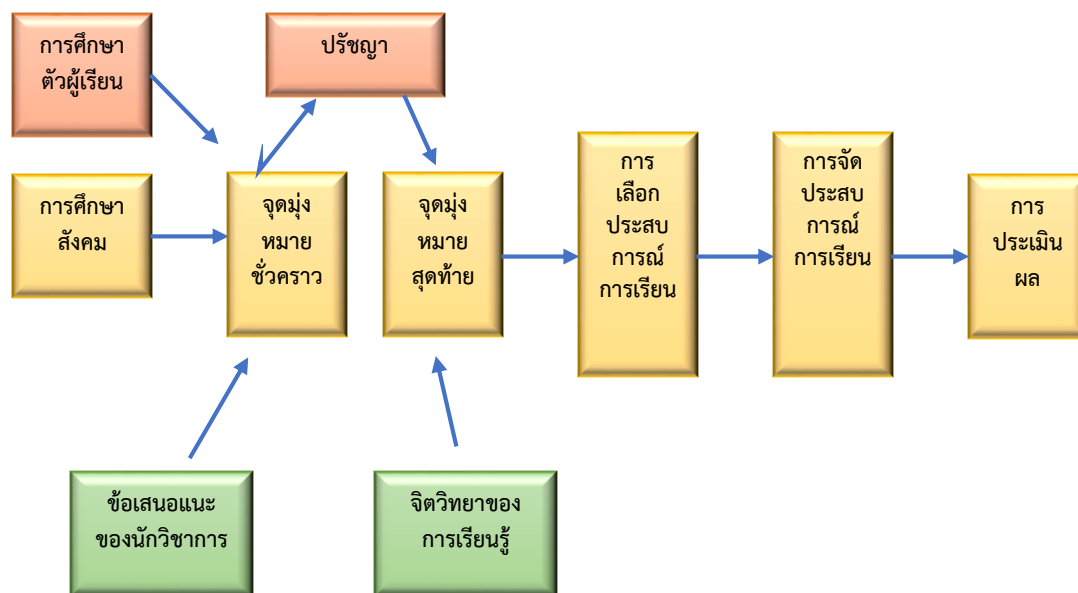 การศึกษา
ตัวผู้เรียน
ปรัชญา
การศึกษา
สังคม
จุดมุ่ง
หมาย
ชั่วคราว
จุดมุ่ง
หมาย
สุดท้าย
การ
เลือก
ประสบ
การณ์
การเรียน
การจัด
ประสบ
การณ์
การเรียน
การ
ประเมิน
ผล
ข้อเสนอแนะ
ของนักวิชาการ
จิตวิทยาของ
การเรียนรู้